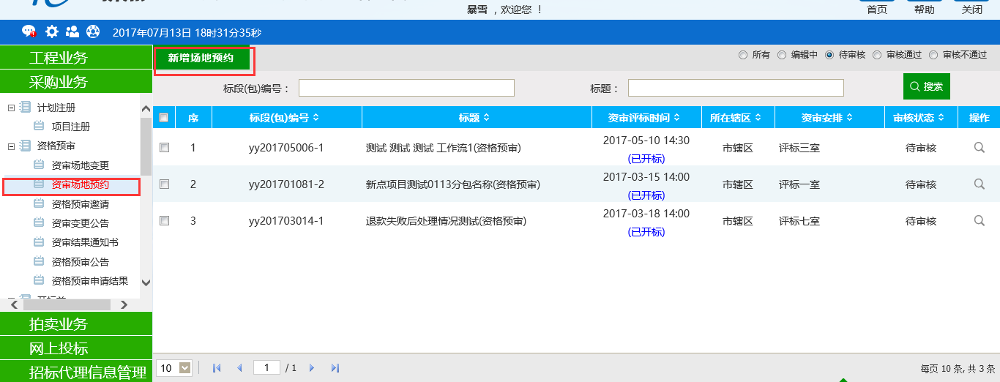 暴雪 ，欢迎您 ！
首页 帮助 关闭
2017年07月13日 18时31分35秒
工程业务
采购业务
计划注册
项目注册
资格预审
资审场地变更
资审场地预约
资格预审邀请
资审变更公告
资审结果通知书
资格预审公告
资格预审申请结果
拍卖业务
网上投标
招标代理信息管理
新增场地预约
所有 编辑中 待审核 审核通过 审核不通过
标段(包)编号： 标题： 搜索
序 标段(包)编号 标题 资审评标时间 所在辖区 资审安排 审核状态 操作
1 yy201705006-1 测试 测试 测试 工作流1(资格预审) 2017-05-10 14:30 市辖区 评标三室 待审核
(已开标)
2 yy201701081-2 新点项目测试0113分包名称(资格预审) 2017-03-15 14:00 市辖区 评标一室 待审核
(已开标)
3 yy201703014-1 退款失败后处理情况测试(资格预审) 2017-03-18 14:00 市辖区 评标七室 待审核
(已开标)
10 1 / 1 每页 10 条, 共 3 条